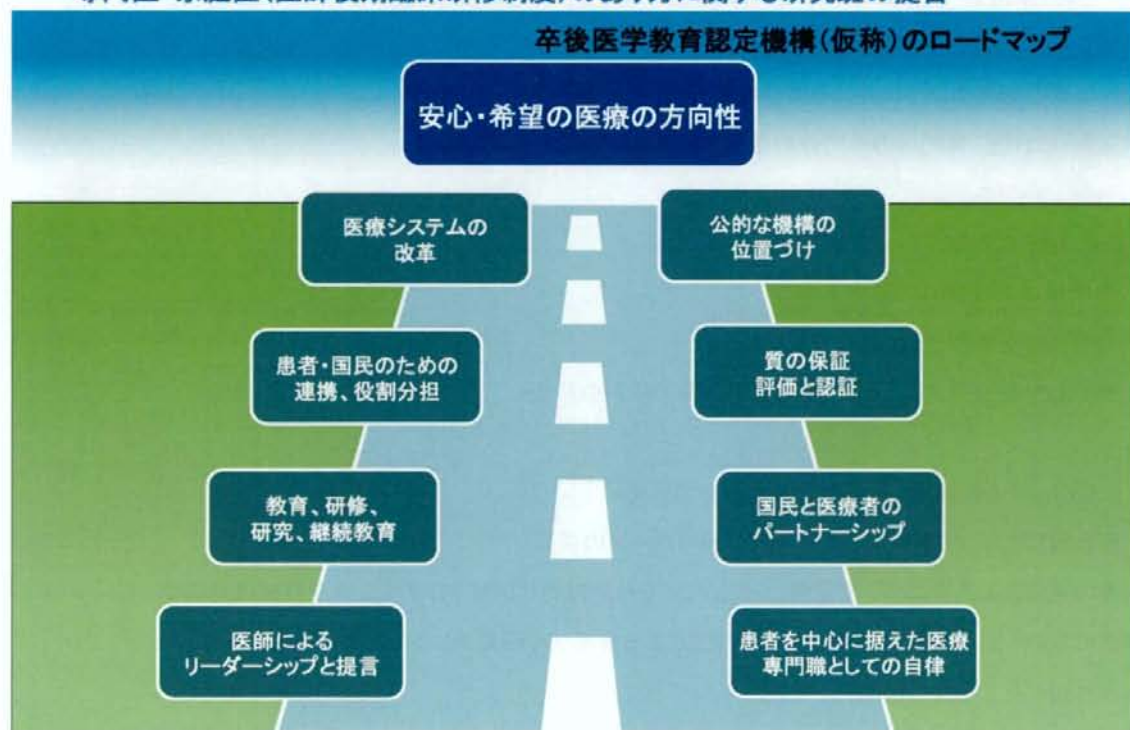 卒後医学教育認定機構(仮称)のロードマップ
安心・希望の医療の方向性
医療システムの
改革
公的な機構の
位置づけ
患者・国民のための
連携、役割分担
質の保証
評価と認証
教育、研修、
研究、継続教育
国民と医療者の
パートナーシップ
医師による
リーダーシップと提言
患者を中心に据えた医療
専門職としての自律